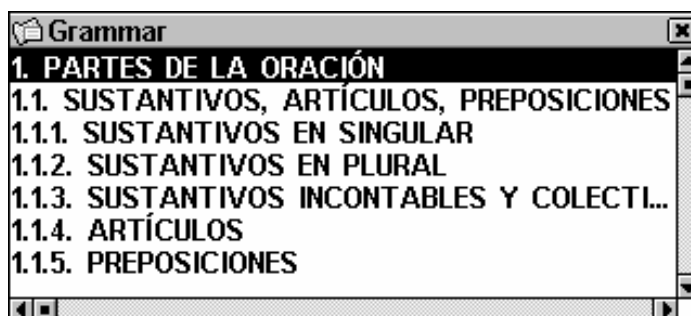 Grammar
1. PARTES DE LA ORACIÓN
1.1. SUSTANTIVOS, ARTÍCULOS, PREPOSICIONES
1.1.1. SUSTANTIVOS EN SINGULAR
1.1.2. SUSTANTIVOS EN PLURAL
1.1.3. SUSTANTIVOS INCONTABLES Y COLECTI...
1.1.4. ARTÍCULOS
1.1.5. PREPOSICIONES